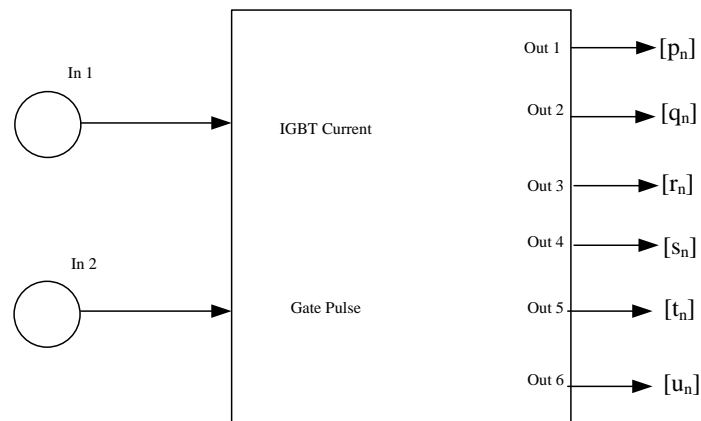 Out 1 [pn]
In 1
Out 2 [qn]
IGBT Current
Out 3 [rn]
Out 4 [sn]
In 2
Gate Pulse
Out 5 [tn]
Out 6 [un]